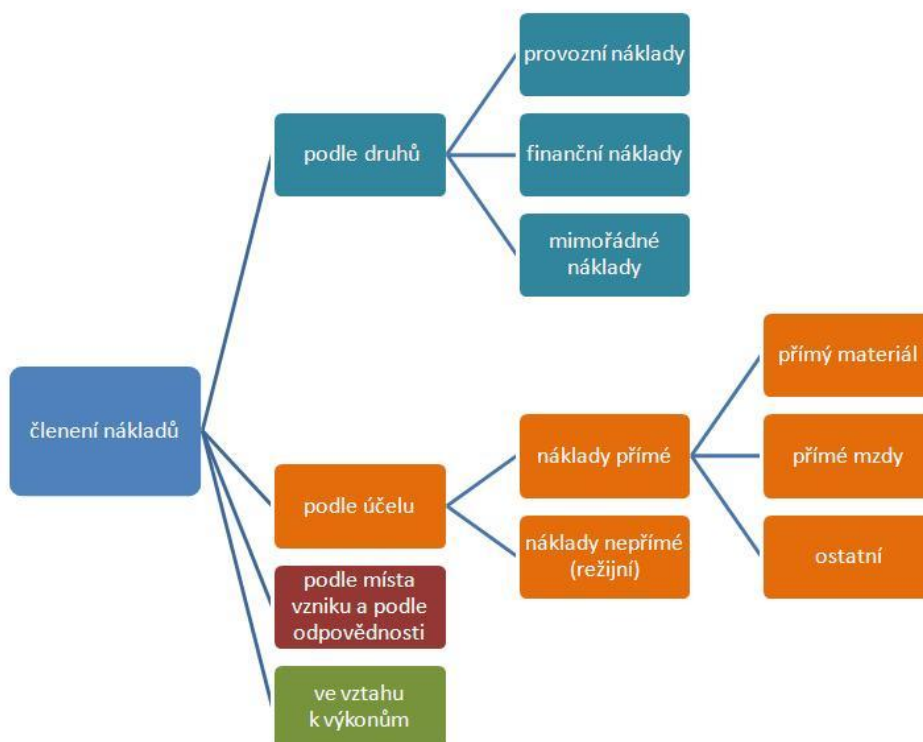 členení nákladů
podle druhů
provozní náklady
finanční náklady
mimořádné
náklady
podle účelu
náklady přímé
přímý materiál
přímé mzdy
ostatní
náklady nepřímé
(režijní)
podle místa
vzniku a podle
odpovědnosti
ve vztahu
k výkonům